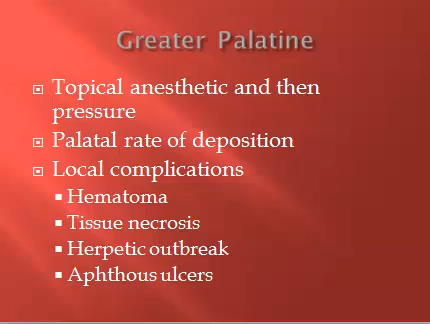 Greater Palatine
Topical anesthetic and then
pressure
Palatal rate of deposition
Local complications
Hematoma
Tissue necrosis
Herpetic outbreak
Aphthous ulcers